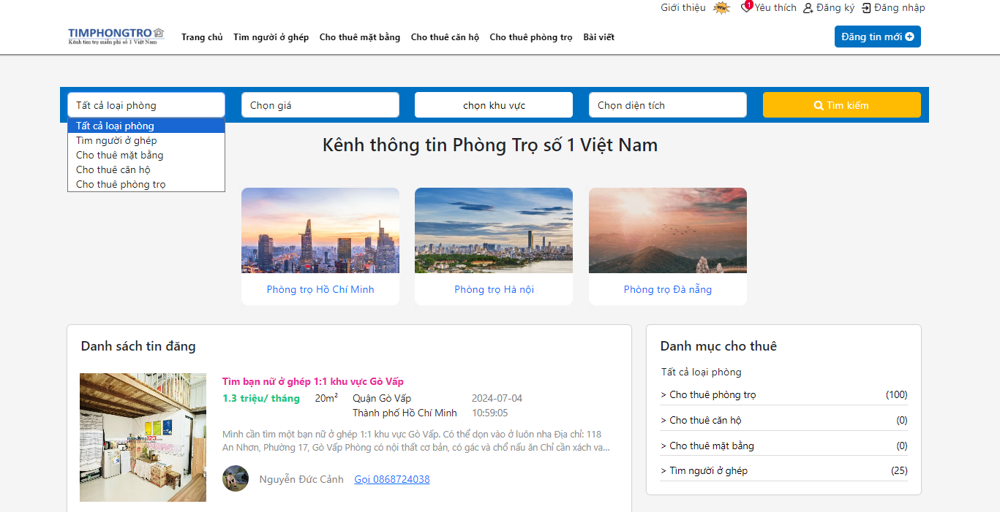 Giới thiệu NEW 1 Yêu thích Đăng ký Đăng nhập
TIMPHONGTRO
Kênh tìm trọ miễn phí số 1 Việt Nam
Trang chủ Tìm người ở ghép Cho thuê mặt bằng Cho thuê căn hộ Cho thuê phòng trọ Bài viết
Đăng tin mới
Tất cả loại phòng Chọn giá chọn khu vực Chọn diện tích Tìm kiếm
Tất cả loại phòng
Tìm người ở ghép
Cho thuê mặt bằng
Cho thuê căn hộ
Cho thuê phòng trọ
Kênh thông tin Phòng Trọ số 1 Việt Nam
Phòng trọ Hồ Chí Minh Phòng trọ Hà nội Phòng trọ Đà nẵng
Danh sách tin đăng
Tìm bạn nữ ở ghép 1:1 khu vực Gò Vấp
1.3 triệu/ tháng 20m² Quận Gò Vấp 2024-07-04
Thành phố Hồ Chí Minh 10:59:05
Mình cần tìm một bạn nữ ở ghép 1:1 khu vực Gò Vấp. Có thể dọn vào ở luôn nha Địa chỉ: 118
An Nhơn, Phường 17, Gò Vấp Phòng có nội thất cơ bản, có gác và chổ nấu ăn Chỉ cần xách va...
Nguyễn Đức Cảnh Gọi 0868724038
Danh mục cho thuê
Tất cả loại phòng
> Cho thuê phòng trọ (100)
> Cho thuê căn hộ (0)
> Cho thuê mặt bằng (0)
> Tìm người ở ghép (25)